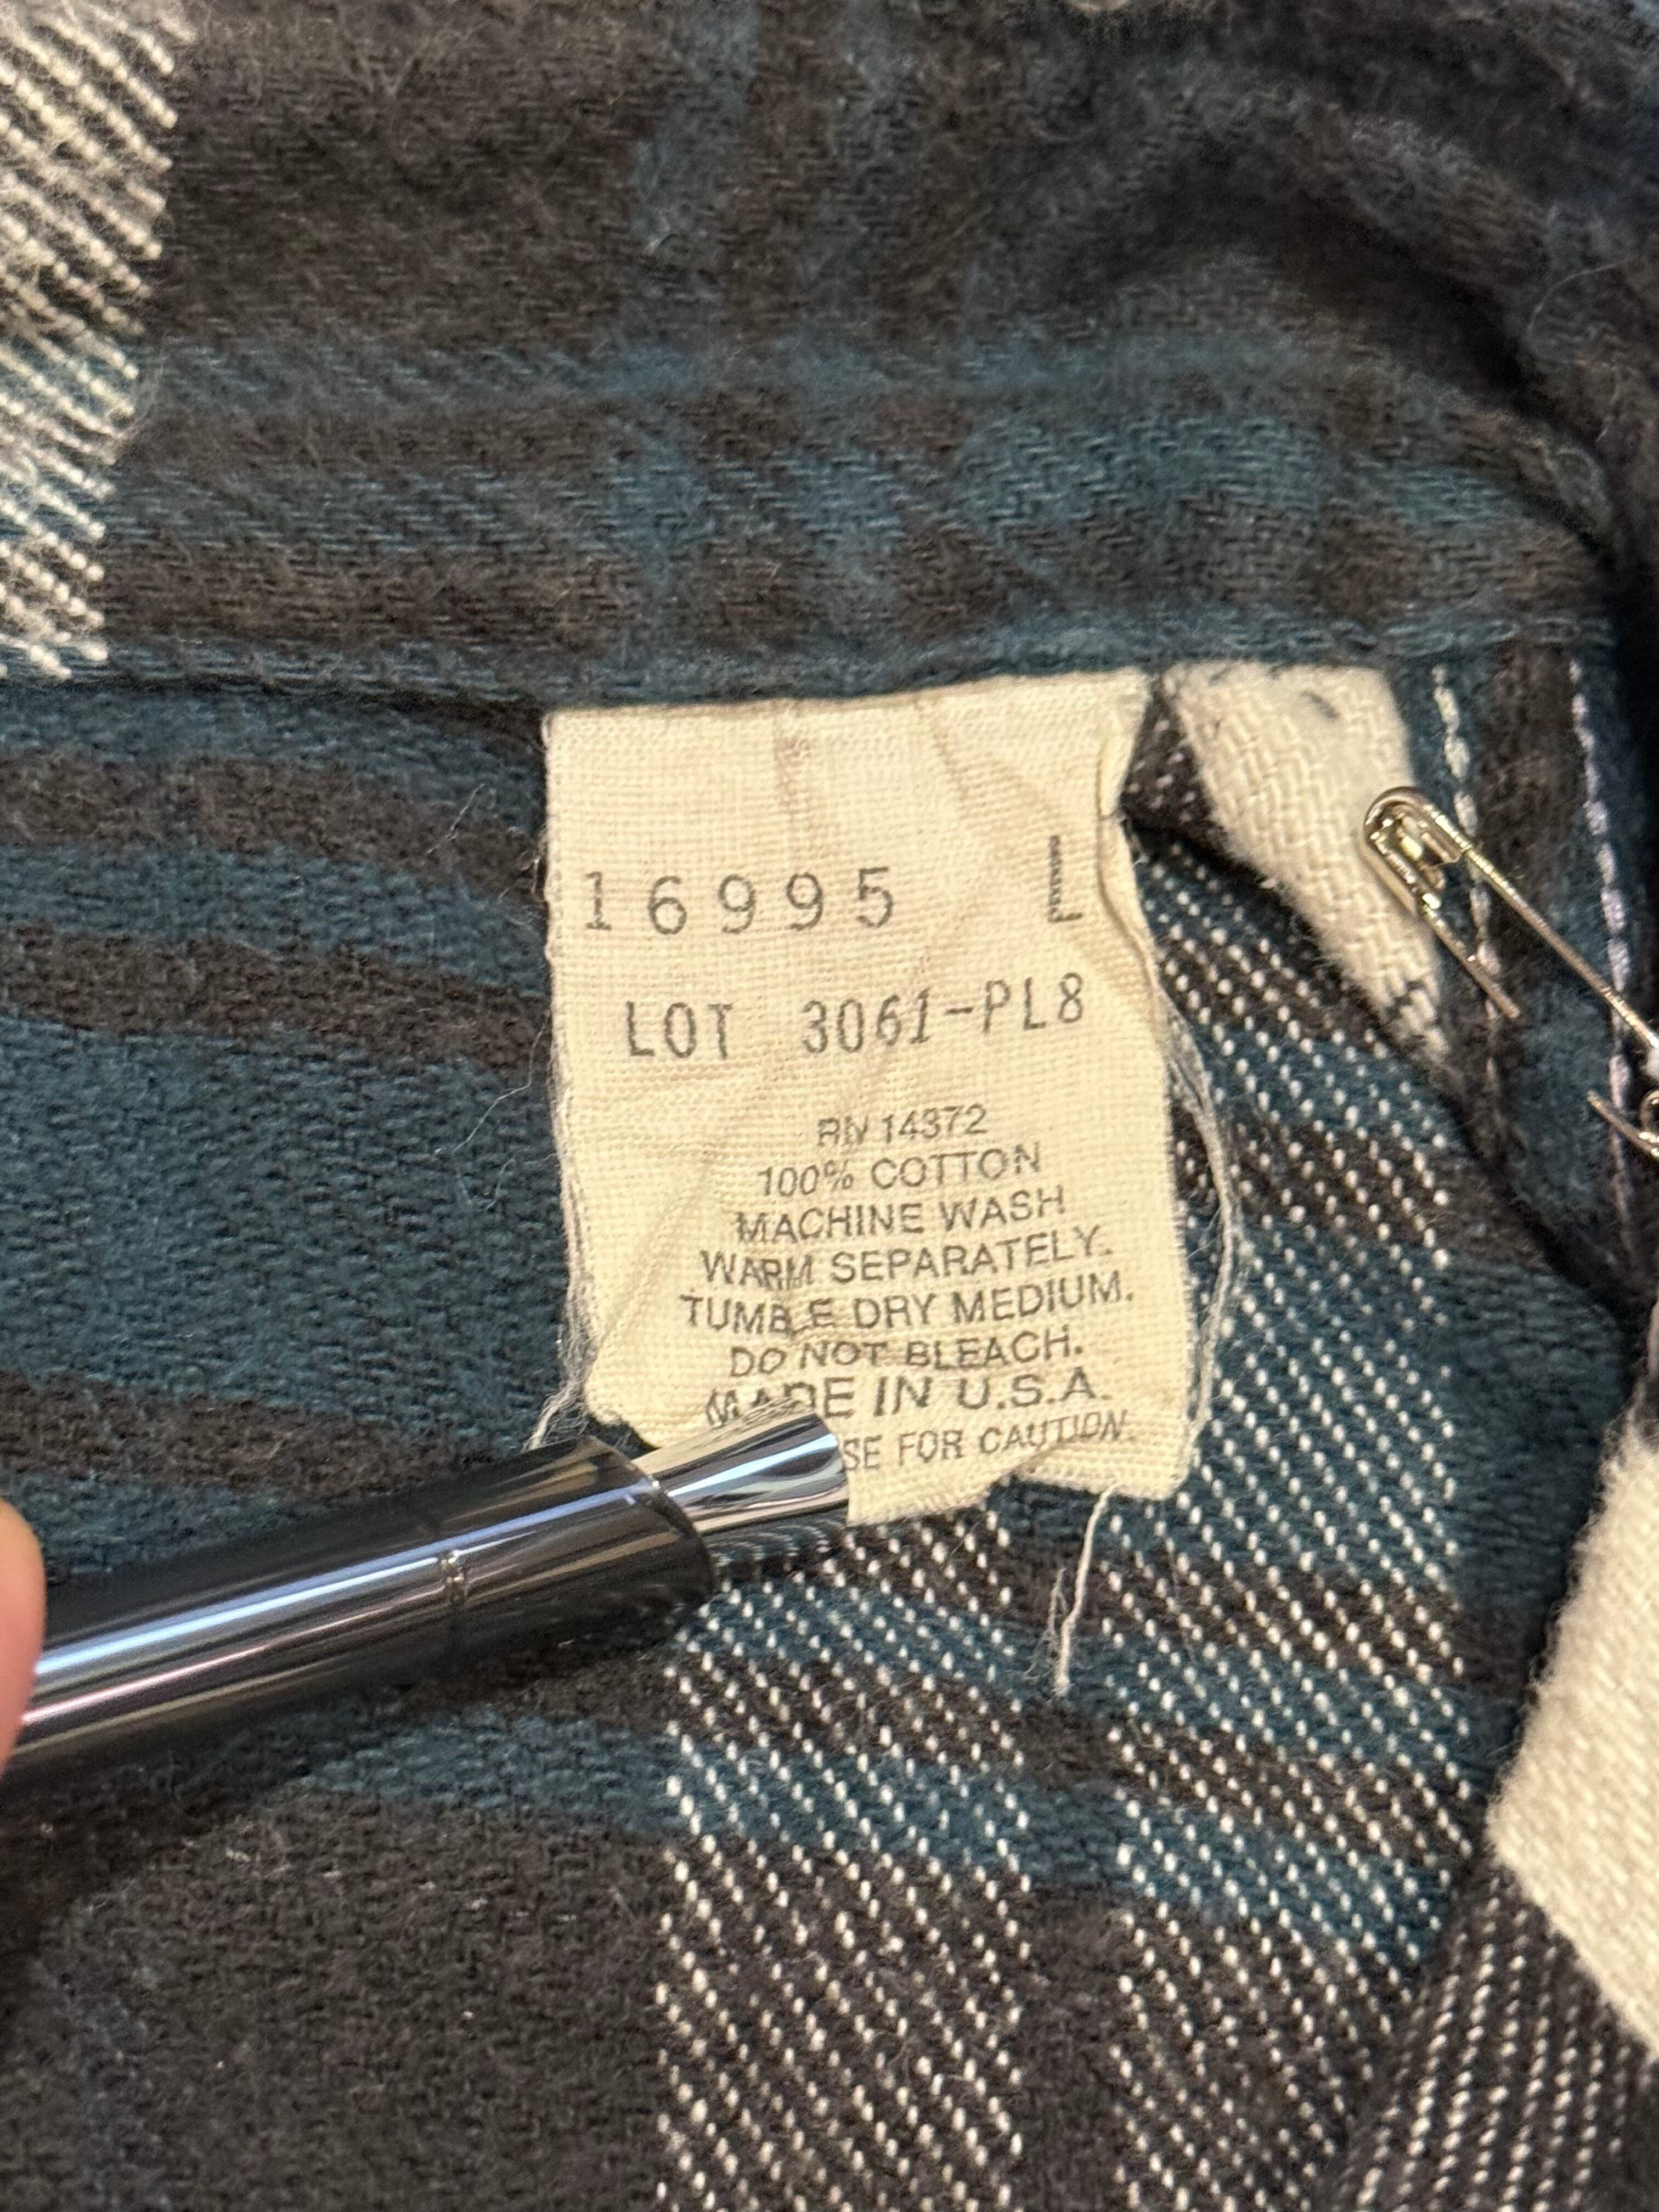 16995 L
LOT 3061-PL8
RN 14372
100% COTTON
MACHINE WASH
WARM SEPARATELY.
TUMBLE DRY MEDIUM.
DO NOT BLEACH.
MADE IN U.S.A.
FOR CAUTION.